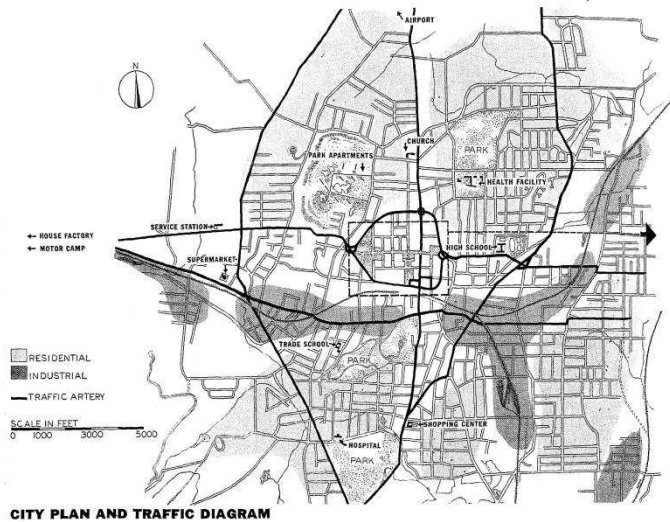 AIRPORT
N
CHURCH
PARK APARTMENTS
PARK
HEALTH FACILITY
HOUSE FACTORY
SERVICE STATION
MOTOR CAMP
HIGH SCHOOL
SUPERMARKET
TRADE SCHOOL
PARK
RESIDENTIAL
INDUSTRIAL
TRAFFIC ARTERY
SCALE IN FEET
0 1000 3000 5000
SHOPPING CENTER
HOSPITAL
PARK
CITY PLAN AND TRAFFIC DIAGRAM